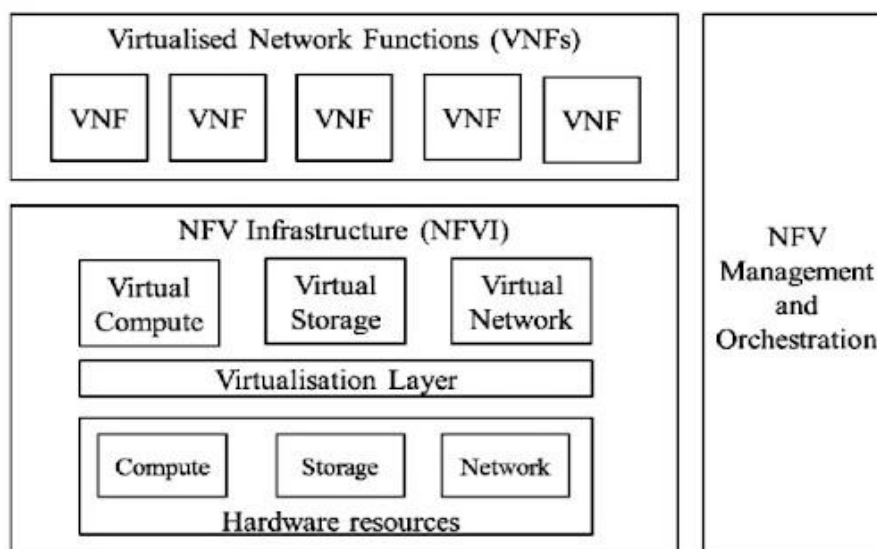 Virtualised Network Functions (VNFs)
VNF
VNF
VNF
VNF
VNF
NFV Infrastructure (NFVI)
Virtual
Compute
Virtual
Storage
Virtual
Network
Virtualisation Layer
Compute
Storage
Network
Hardware resources
NFV
Management
and
Orchestration